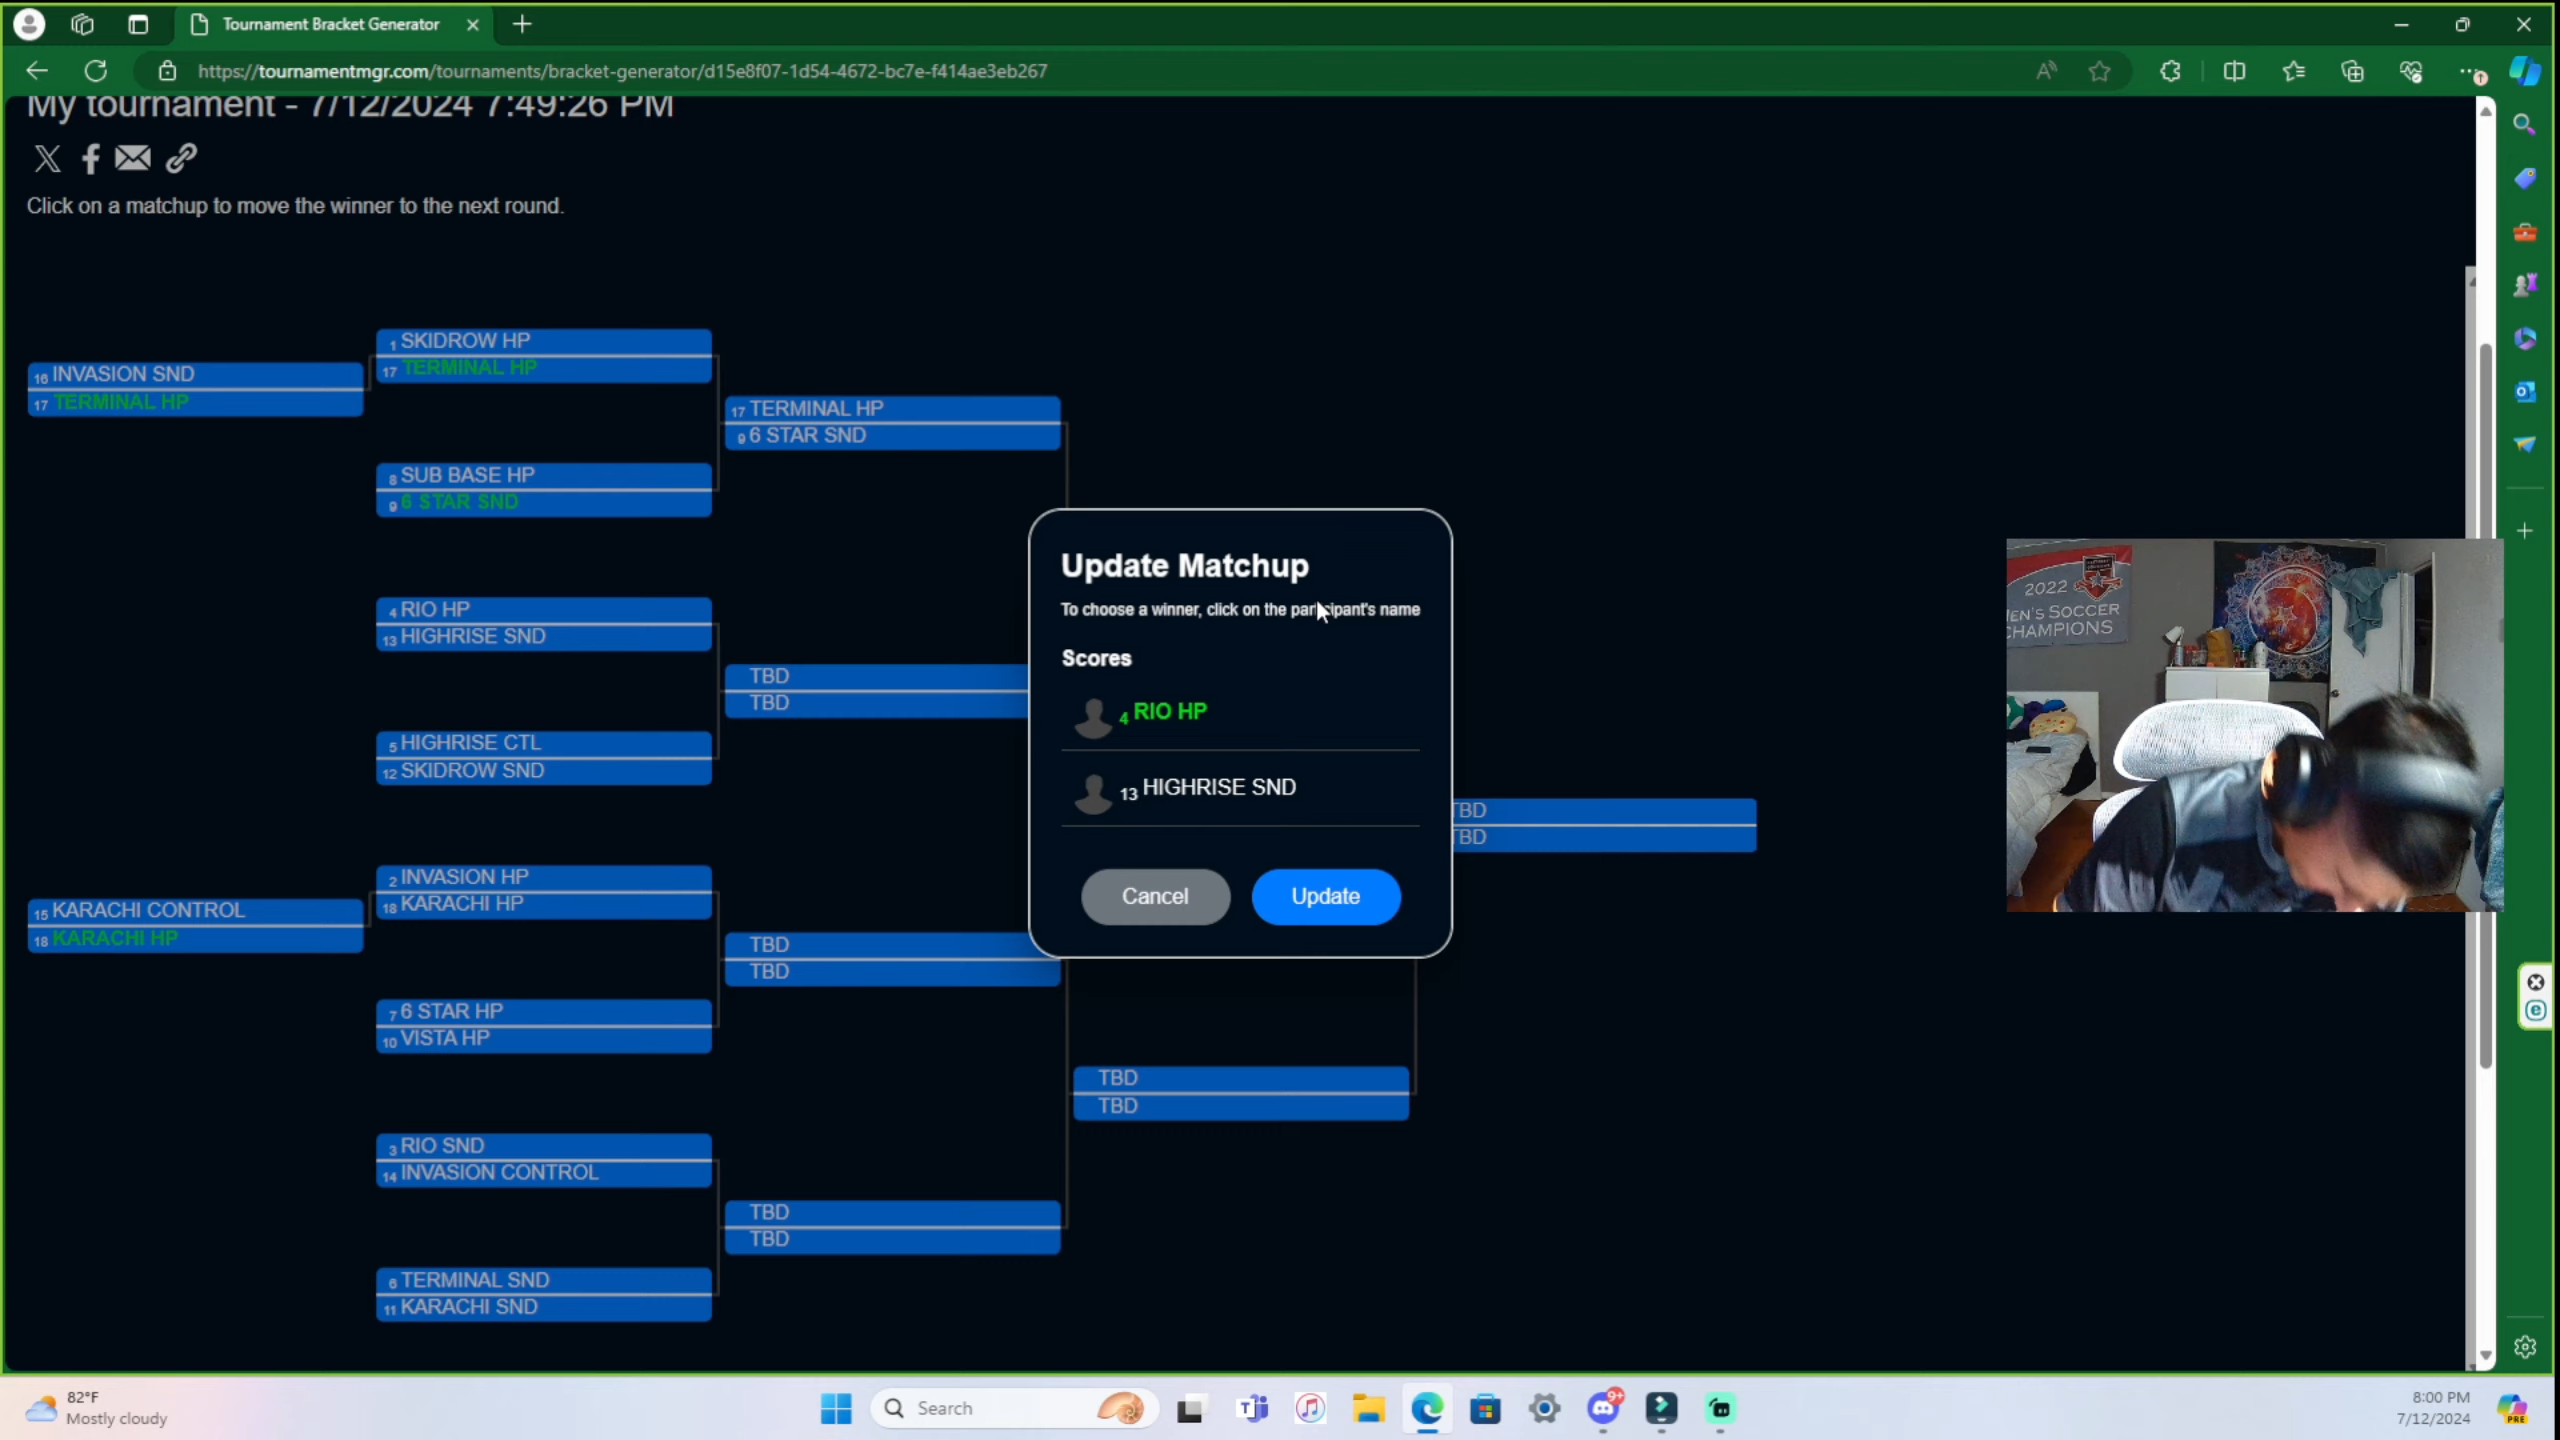 Tournament Bracket Generator
https://tournamentmgr.com/tournaments/bracket-generator/d15e8f07-1d54-4672-bc7e-f414ae3eb267
My tournament - 7/12/2024 7:49:26 PM
Click on a matchup to move the winner to the next round.
16 INVASION SND
17 TERMINAL HP
15 KARACHI CONTROL
18 KARACHI HP
1 SKIDROW HP
17 TERMINAL HP
8 SUB BASE HP
9 6 STAR SND
4 RIO HP
13 HIGHRISE SND
5 HIGHRISE CTL
12 SKIDROW SND
2 INVASION HP
18 KARACHI HP
7 6 STAR HP
10 VISTA HP
3 RIO SND
14 INVASION CONTROL
6 TERMINAL SND
11 KARACHI SND
17 TERMINAL HP
9 6 STAR SND
TBD
TBD
TBD
TBD
TBD
TBD
TBD
TBD
TBD
TBD
Update Matchup
To choose a winner, click on the participant's name
Scores
4 RIO HP
13 HIGHRISE SND
Cancel
Update
2022
EN'S SOCCER
CHAMPIONS
82°F
Mostly cloudy
Search
9+
PRE
8:00 PM
7/12/2024